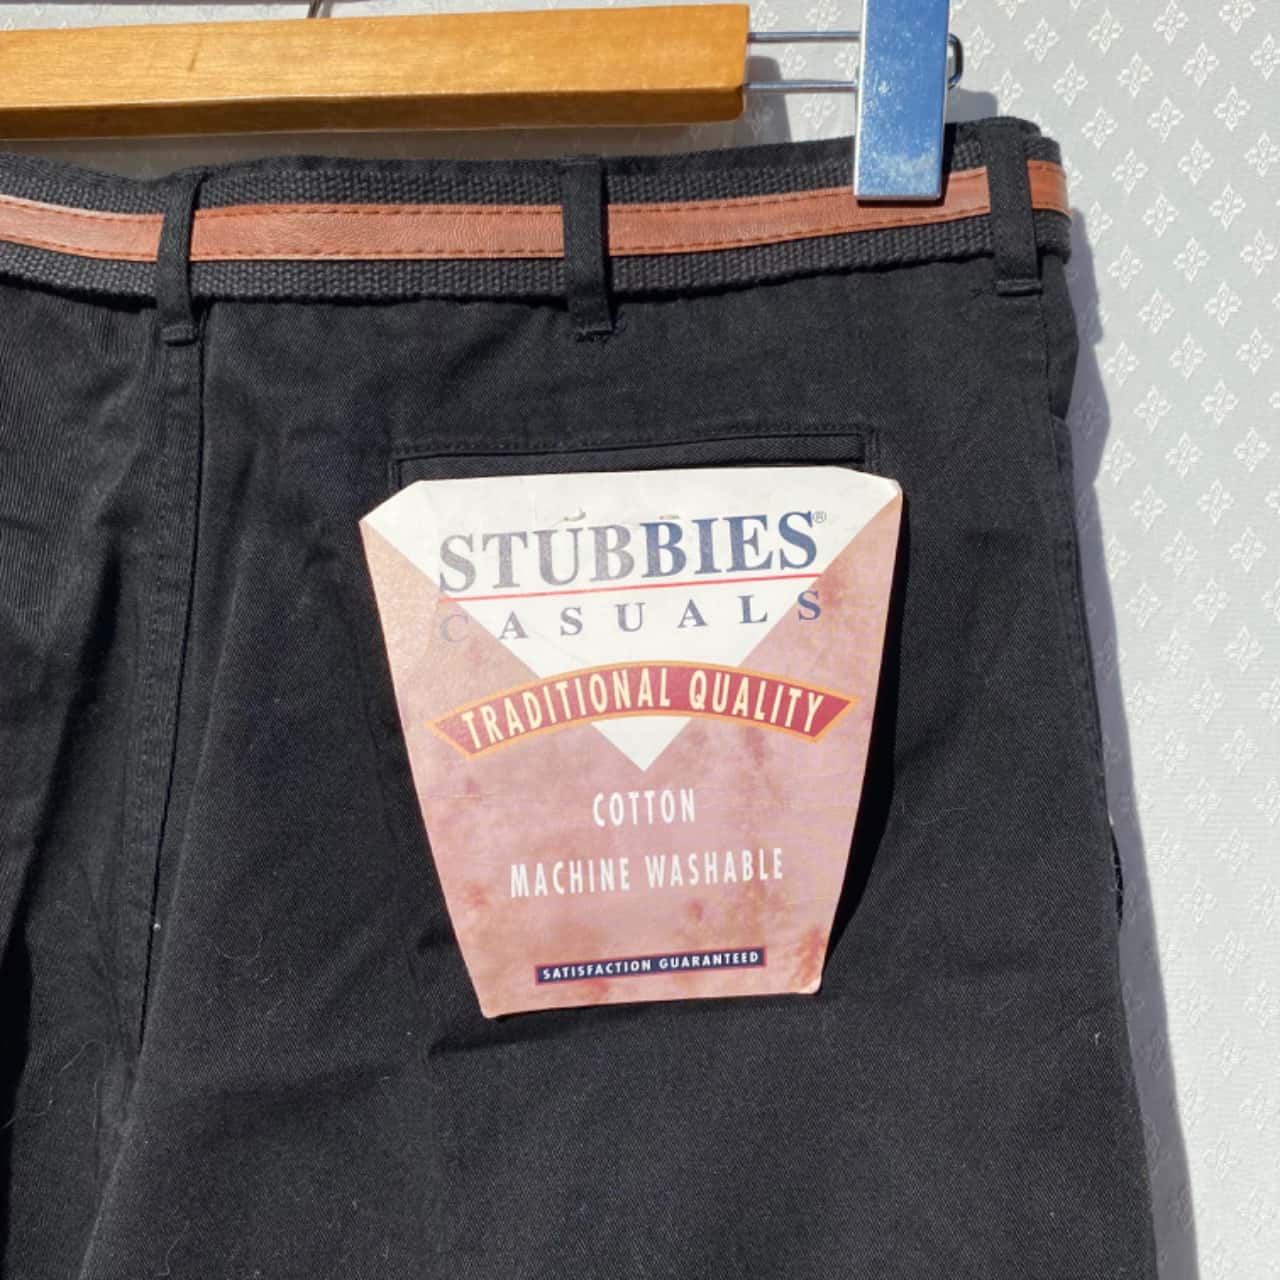 STUBBIES®
CASUALS
TRADITIONAL QUALITY
COTTON
MACHINE WASHABLE
SATISFACTION GUARANTEED